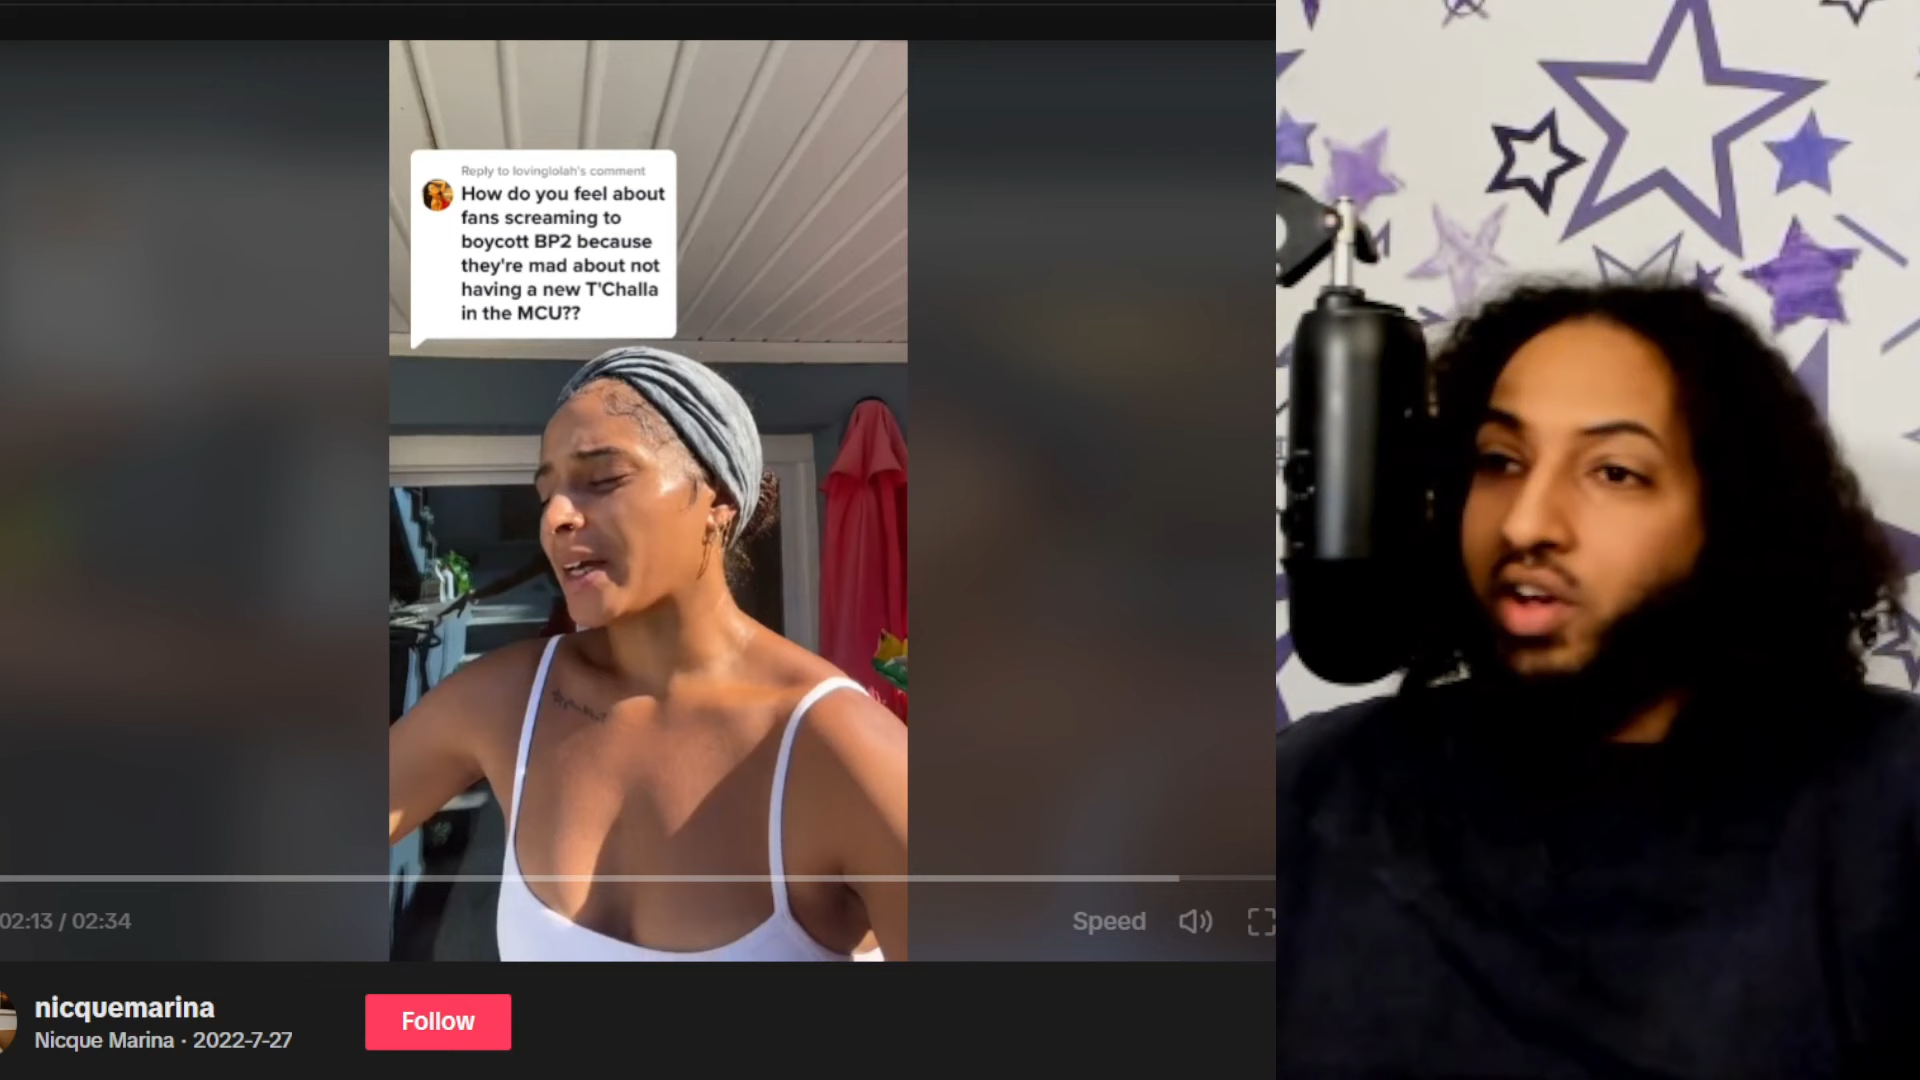 Reply to lovinglolah's comment
How do you feel about
fans screaming to
boycott BP2 because
they're mad about not
having a new T'Challa
in the MCU??
02:13 / 02:34
Speed
nicquemarina
Nicque Marina · 2022-7-27
Follow